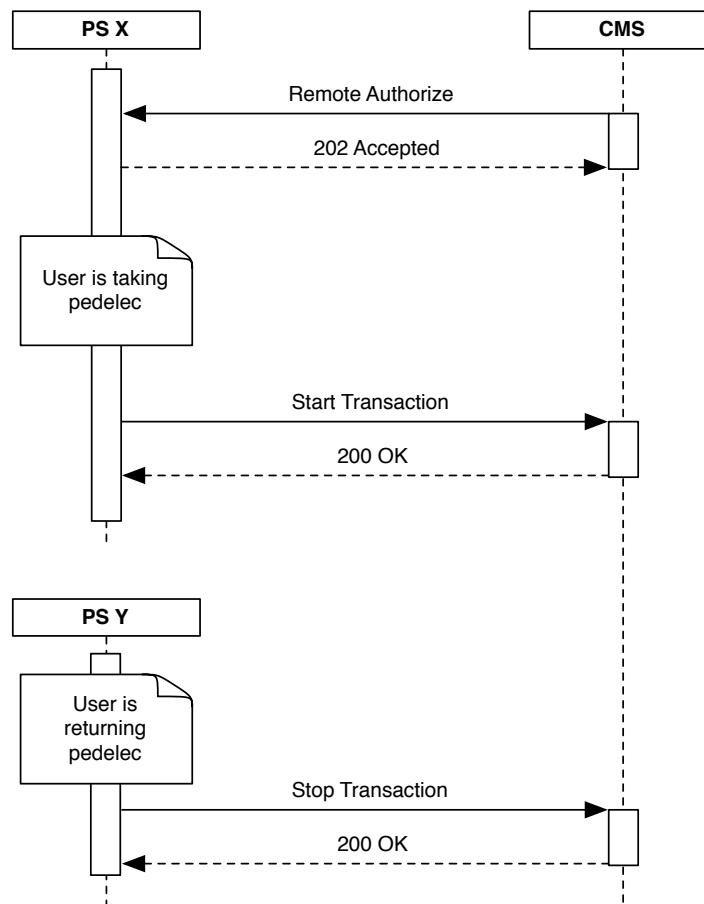 PS X
CMS
Remote Authorize
202 Accepted
User is taking
pedelec
Start Transaction
200 OK
PS Y
User is
returning
pedelec
Stop Transaction
200 OK